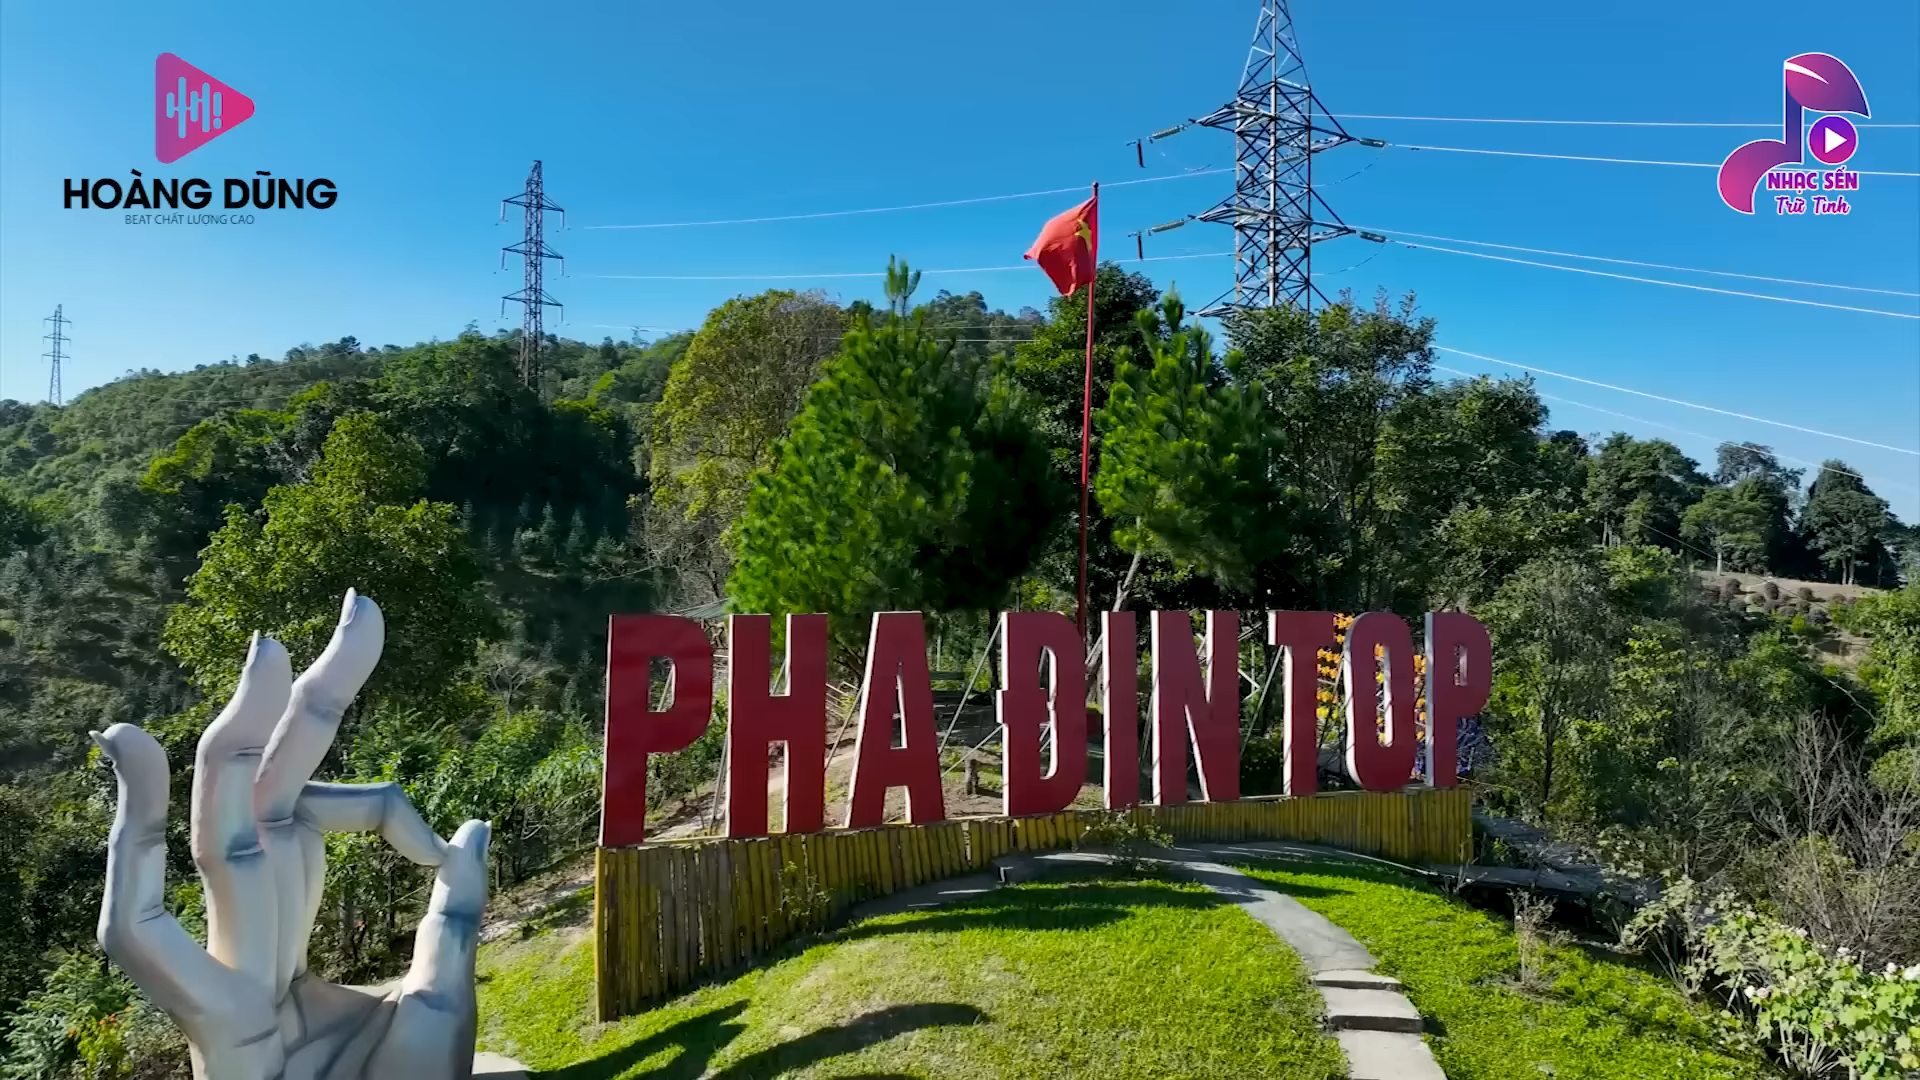 HOÀNG DŨNG
BEAT CHẤT LƯỢNG CAO
NHẠC SẾN
Trữ Tình
PHA ĐIN TOP